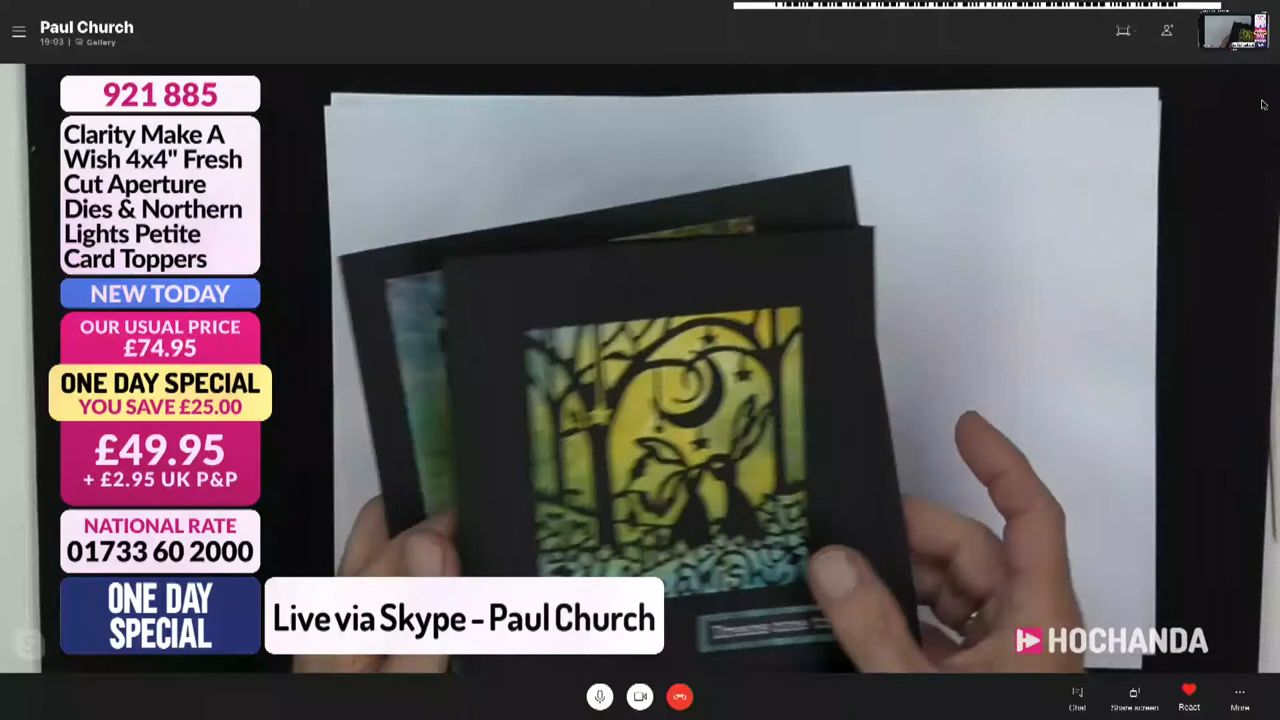 Paul Church
19:03 | Gallery
921 885
Clarity Make A
Wish 4x4" Fresh
Cut Aperture
Dies & Northern
Lights Petite
Card Toppers
NEW TODAY
OUR USUAL PRICE
£74.95
ONE DAY SPECIAL
YOU SAVE £25.00
£49.95
+ £2.95 UK P&P
NATIONAL RATE
01733 60 2000
ONE DAY
SPECIAL
Live via Skype - Paul Church
HOCHANDA
Chat
Share screen
React
More